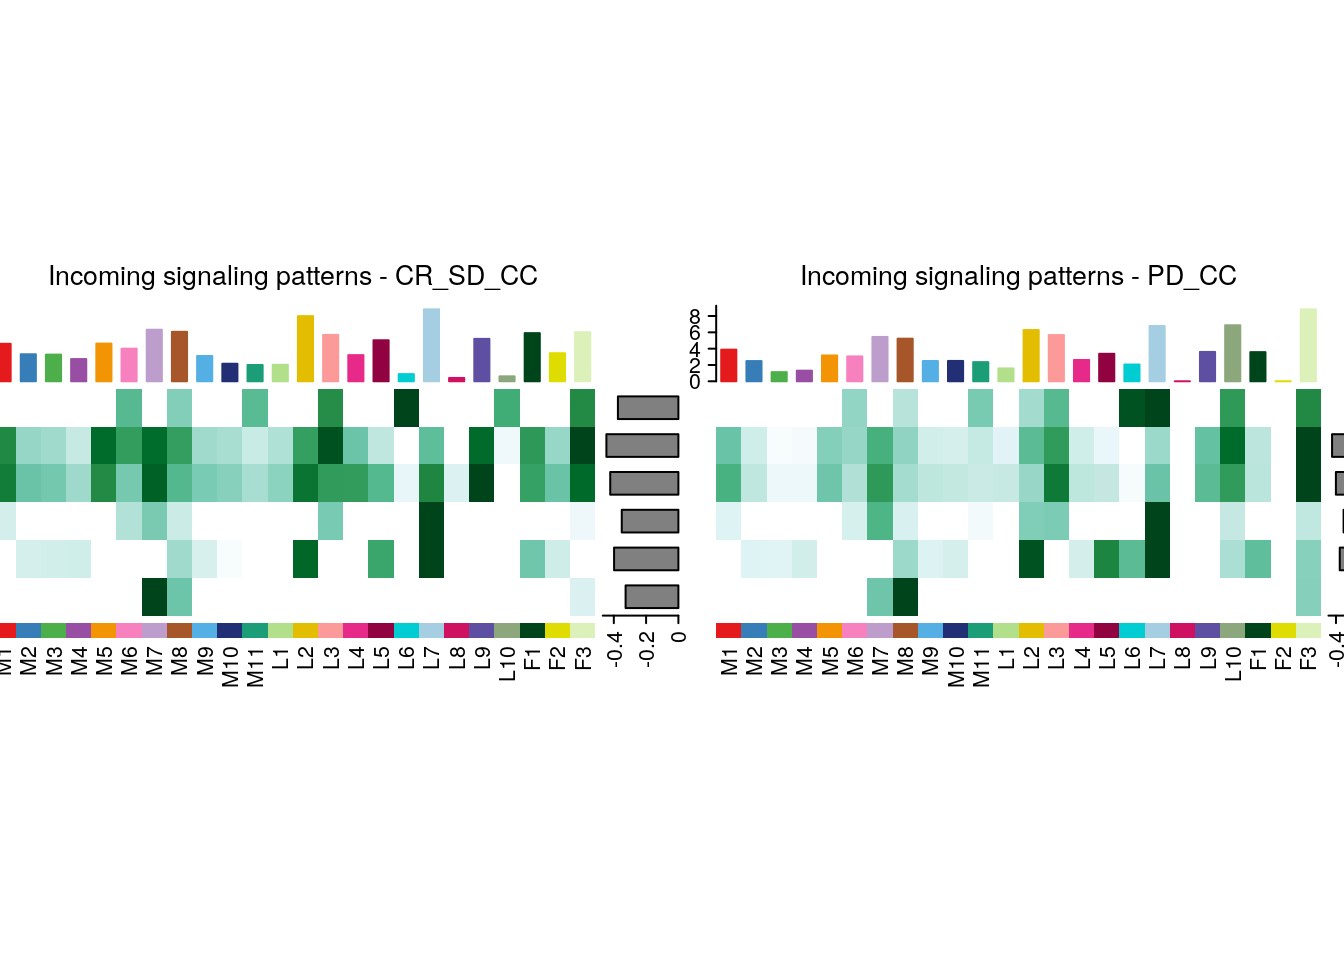 Incoming signaling patterns - CR_SD_CC
M1 M2 M3 M4 M5 M6 M7 M8 M9 M10 M11 L1 L2 L3 L4 L5 L6 L7 L8 L9 L10 F1 F2 F3
-0.4 -0.2 0
Incoming signaling patterns - PD_CC
8
6
4
2
0
M1 M2 M3 M4 M5 M6 M7 M8 M9 M10 M11 L1 L2 L3 L4 L5 L6 L7 L8 L9 L10 F1 F2 F3
-0.4